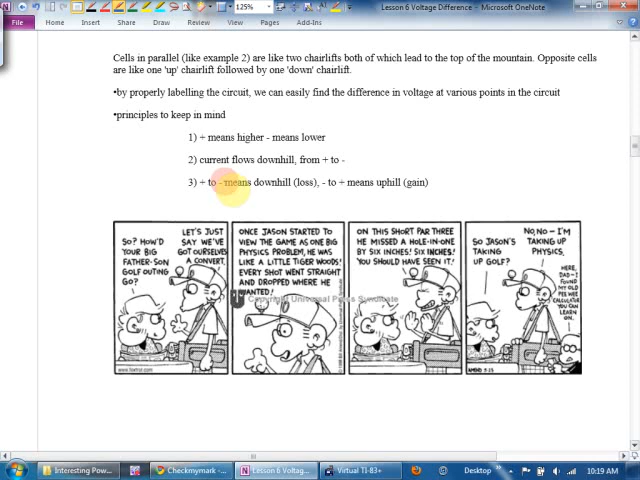 Lesson 6 Voltage Difference - Microsoft OneNote
125%
File
Home
Insert
Share
Draw
Review
View
Pages
Add-Ins
Cells in parallel (like example 2) are like two chairlifts both of which lead to the top of the mountain. Opposite cells
are like one 'up' chairlift followed by one 'down' chairlift.
•by properly labelling the circuit, we can easily find the difference in voltage at various points in the circuit
•principles to keep in mind
1) + means higher - means lower
2) current flows downhill, from + to -
3) + to - means downhill (loss), - to + means uphill (gain)
SO? HOW'D
YOUR BIG
FATHER-SON
GOLF OUTING
GO?
LET'S JUST
SAY WE'VE
GOT OURSELVES
A CONVERT.
www.foxtrot.com
ONCE JASON STARTED TO
VIEW THE GAME AS ONE BIG
PHYSICS PROBLEM, HE WAS
LIKE A LITTLE TIGER WOODS!
EVERY SHOT WENT STRAIGHT
AND DROPPED WHERE HE
WANTED!
Copyright Universal Press Syndicate
ON THIS SHORT PAR THREE
HE MISSED A HOLE-IN-ONE
BY SIX INCHES! SIX INCHES!
YOU SHOULD HAVE SEEN IT!
SO JASON'S
TAKING
UP GOLF?
NO, NO – I'M
TAKING UP
PHYSICS.
HERE,
DAD – I
FOUND
MY OLD
PEE WEE
CALCULATOR
YOU CAN
LEARN
ON.
AMEND 5-23
Interesting Pow...
Checkmymark -...
Lesson 6 Voltag...
Virtual TI-83+
Desktop
10:19 AM